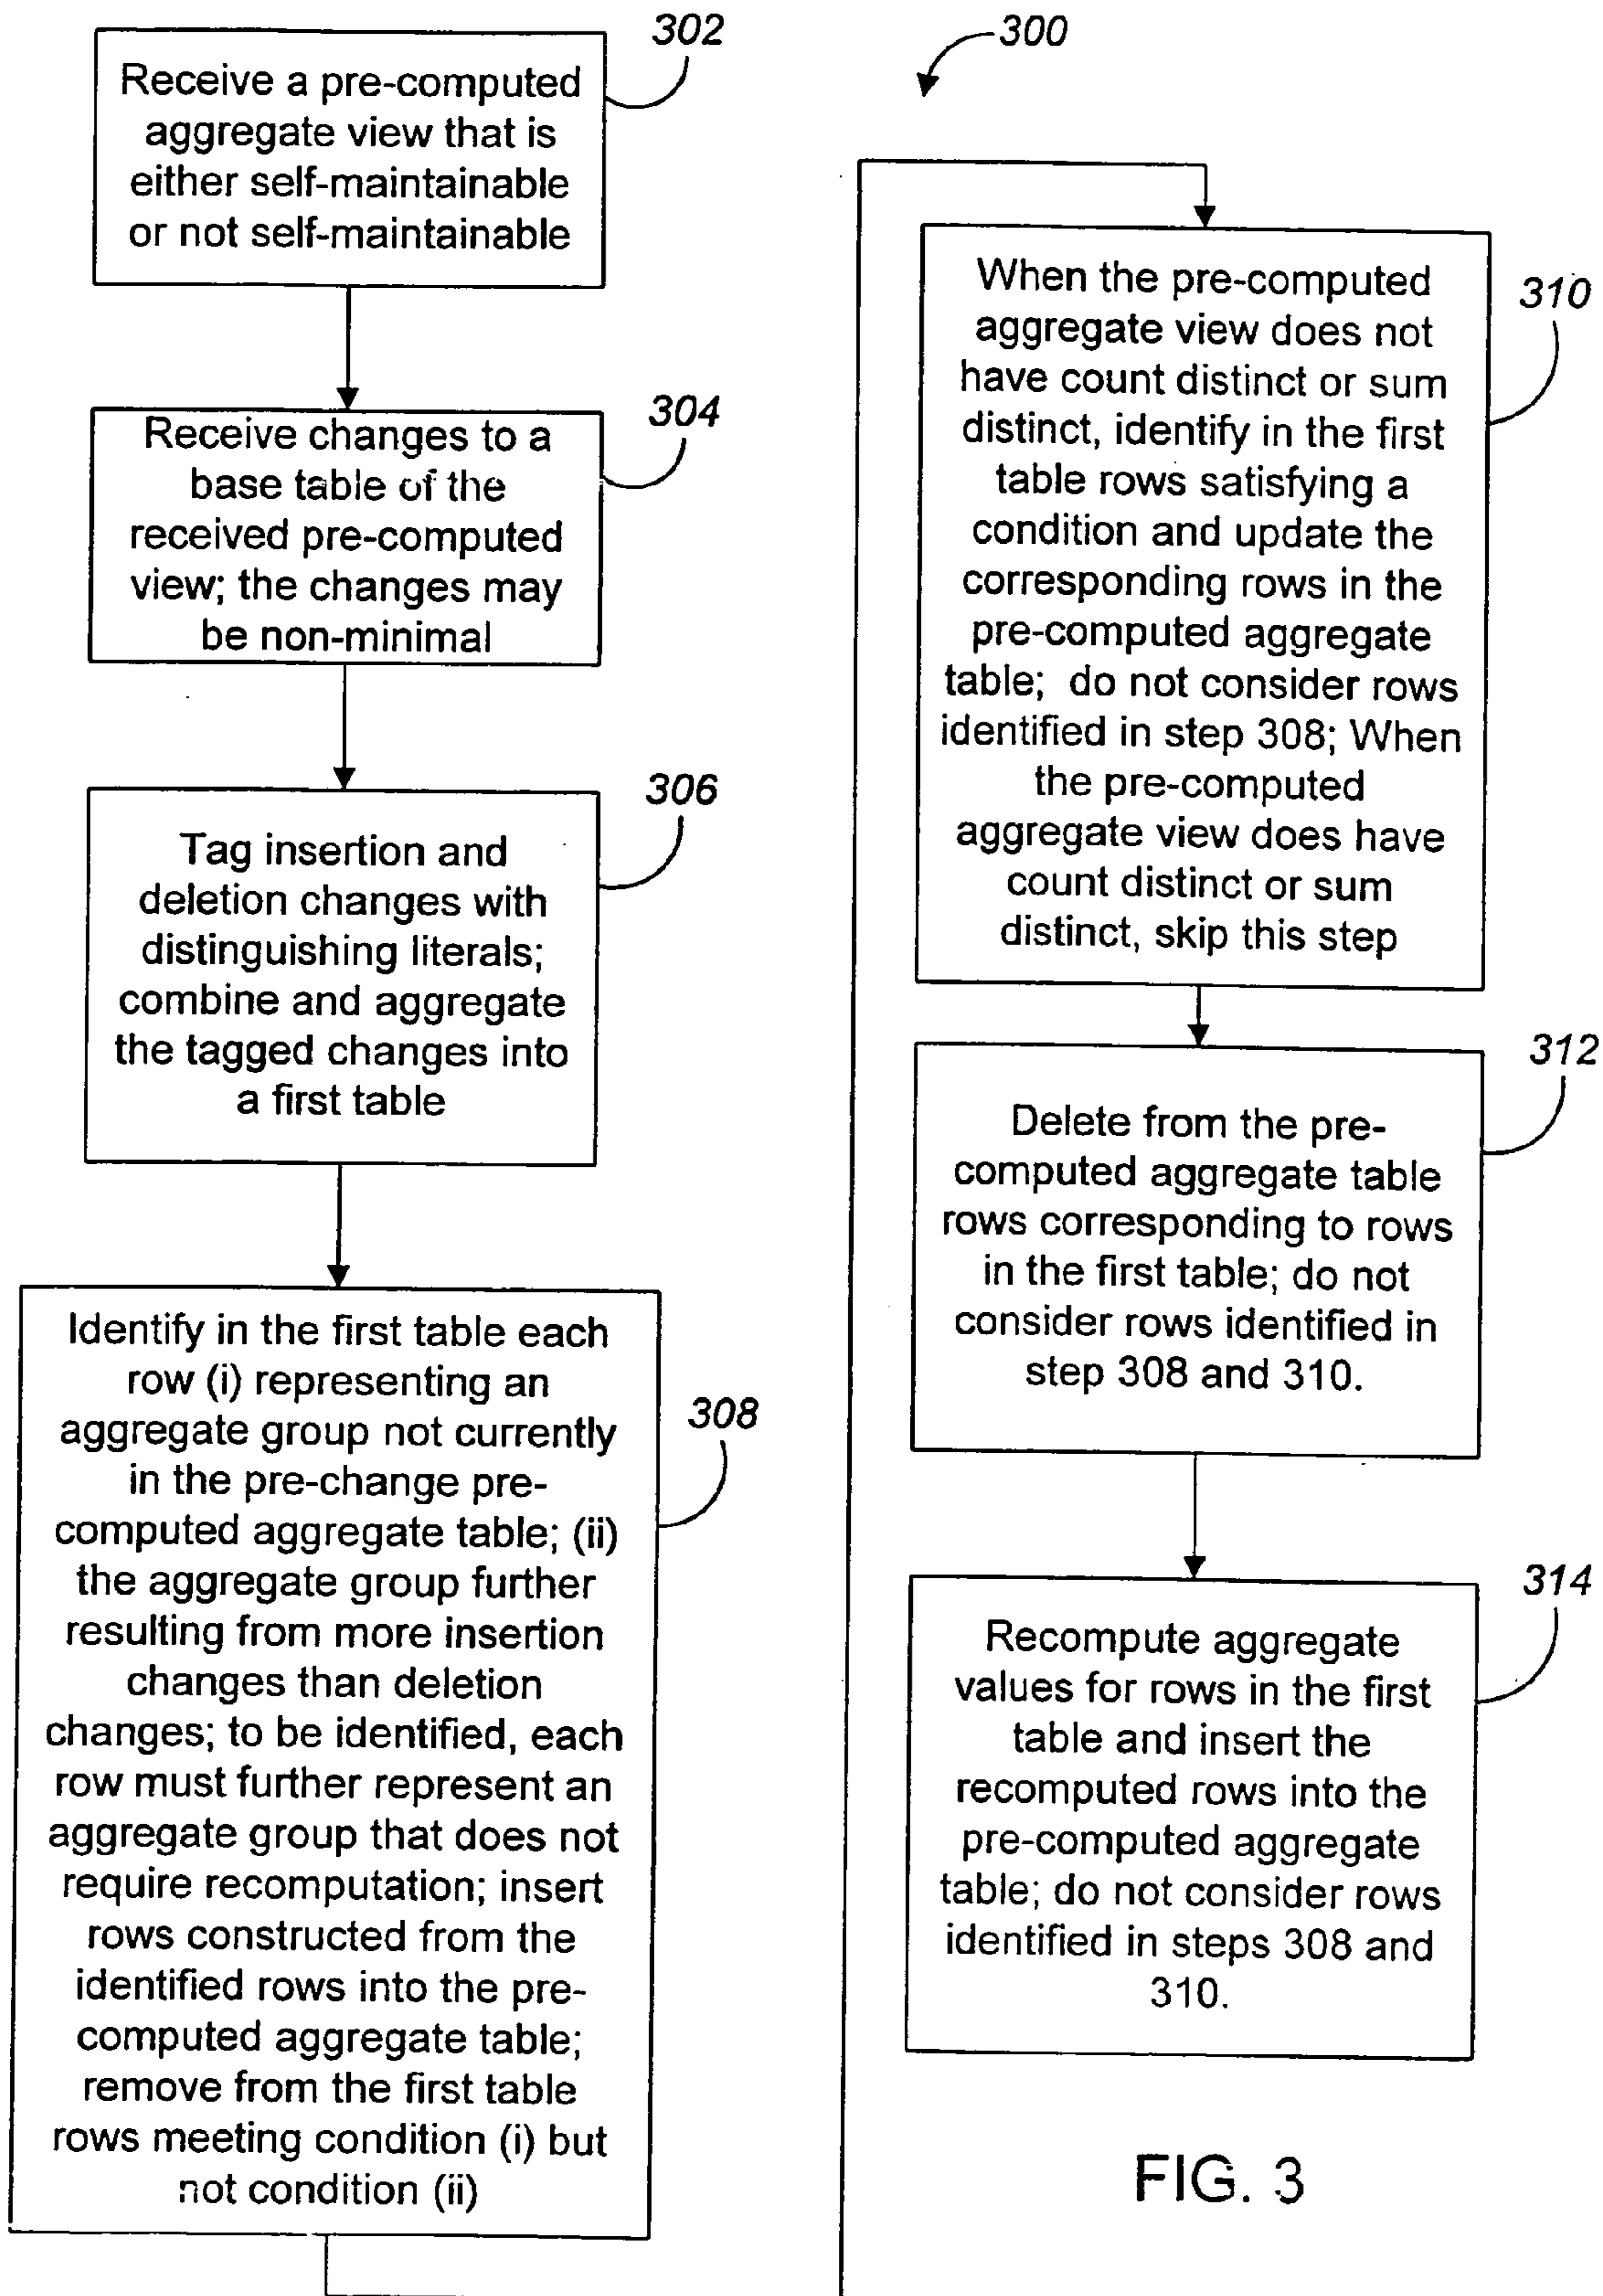 302
Receive a pre-computed
aggregate view that is
either self-maintainable
or not self-maintainable
304
Receive changes to a
base table of the
received pre-computed
view; the changes may
be non-minimal
306
Tag insertion and
deletion changes with
distinguishing literals;
combine and aggregate
the tagged changes into
a first table
308
Identify in the first table each
row (i) representing an
aggregate group not currently
in the pre-change pre-
computed aggregate table; (ii)
the aggregate group further
resulting from more insertion
changes than deletion
changes; to be identified, each
row must further represent an
aggregate group that does not
require recomputation; insert
rows constructed from the
identified rows into the pre-
computed aggregate table;
remove from the first table
rows meeting condition (i) but
not condition (ii)
300
310
When the pre-computed
aggregate view does not
have count distinct or sum
distinct, identify in the first
table rows satisfying a
condition and update the
corresponding rows in the
pre-computed aggregate
table; do not consider rows
identified in step 308; When
the pre-computed
aggregate view does have
count distinct or sum
distinct, skip this step
312
Delete from the pre-
computed aggregate table
rows corresponding to rows
in the first table; do not
consider rows identified in
step 308 and 310.
314
Recompute aggregate
values for rows in the first
table and insert the
recomputed rows into the
pre-computed aggregate
table; do not consider rows
identified in steps 308 and
310.
FIG. 3